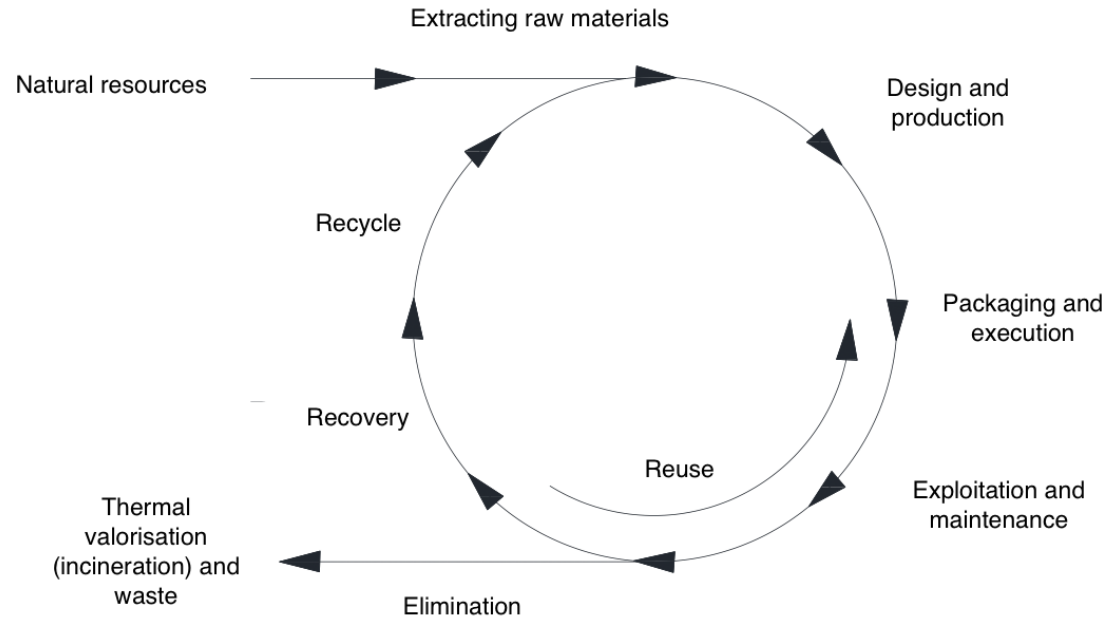 Extracting raw materials
Natural resources
Design and
production
Recycle
Packaging and
execution
Recovery
Reuse
Exploitation and
maintenance
Thermal
valorisation
(incineration) and
waste
Elimination